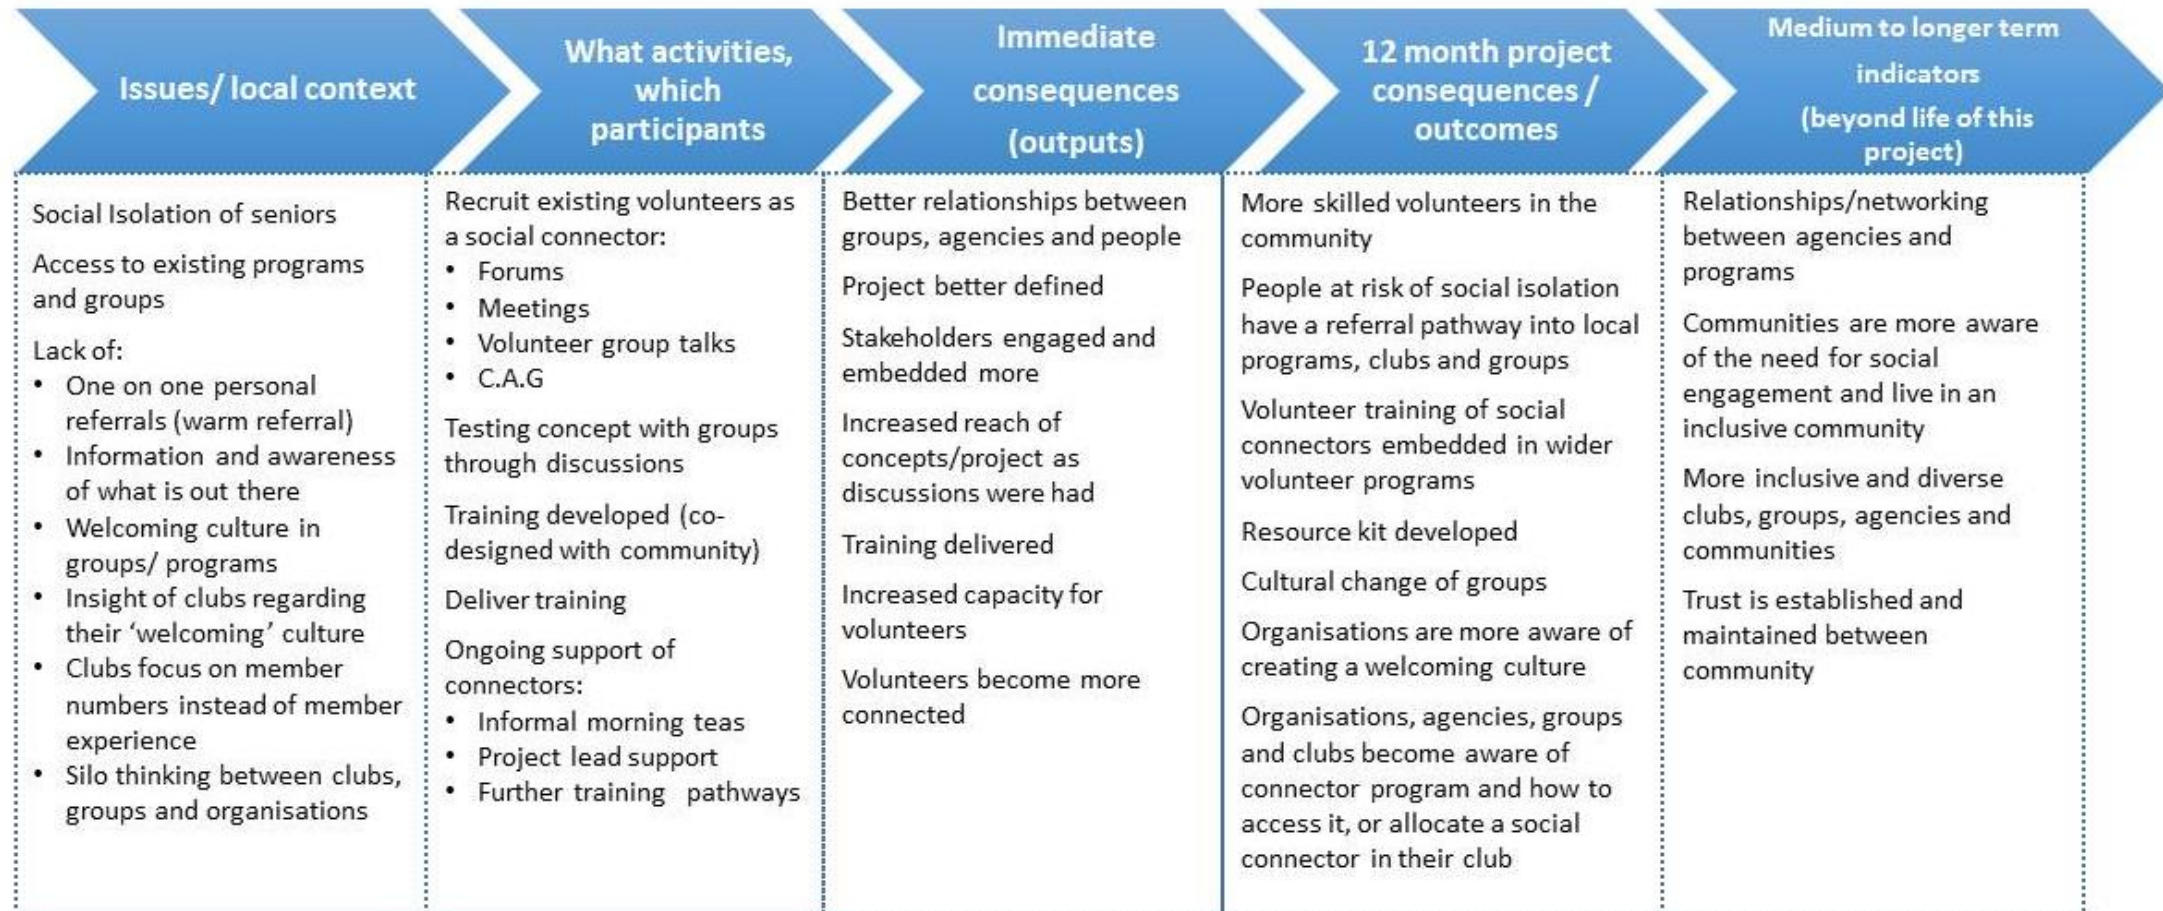 Issues/ local context
What activities,
which
participants
Immediate
consequences
(outputs)
12 month project
consequences /
outcomes
Medium to longer term
indicators
(beyond life of this
project)
Social Isolation of seniors
Access to existing programs
and groups
Lack of:
• One on one personal
referrals (warm referral)
• Information and awareness
of what is out there
• Welcoming culture in
groups/ programs
• Insight of clubs regarding
their ‘welcoming’ culture
• Clubs focus on member
numbers instead of member
experience
• Silo thinking between clubs,
groups and organisations
Recruit existing volunteers as
a social connector:
• Forums
• Meetings
• Volunteer group talks
• C.A.G
Testing concept with groups
through discussions
Training developed (co-
designed with community)
Deliver training
Ongoing support of
connectors:
• Informal morning teas
• Project lead support
• Further training pathways
Better relationships between
groups, agencies and people
Project better defined
Stakeholders engaged and
embedded more
Increased reach of
concepts/project as
discussions were had
Training delivered
Increased capacity for
volunteers
Volunteers become more
connected
More skilled volunteers in the
community
People at risk of social isolation
have a referral pathway into local
programs, clubs and groups
Volunteer training of social
connectors embedded in wider
volunteer programs
Resource kit developed
Cultural change of groups
Organisations are more aware of
creating a welcoming culture
Organisations, agencies, groups
and clubs become aware of
connector program and how to
access it, or allocate a social
connector in their club
Relationships/networking
between agencies and
programs
Communities are more aware
of the need for social
engagement and live in an
inclusive community
More inclusive and diverse
clubs, groups, agencies and
communities
Trust is established and
maintained between
community